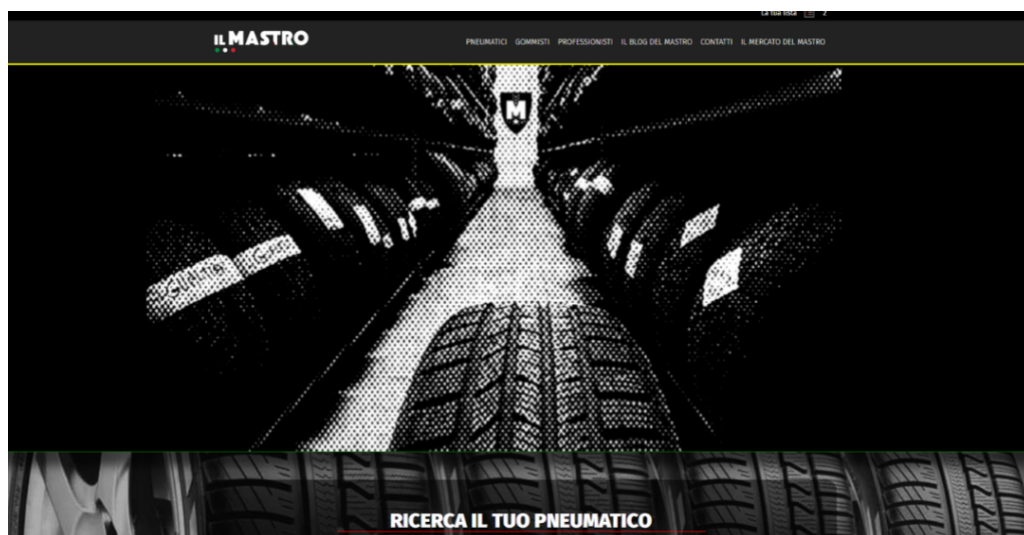 La tua lista 2
IL MASTRO
PNEUMATICI GOMMISTI PROFESSIONISTI IL BLOG DEL MASTRO CONTATTI IL MERCATO DEL MASTRO
M
RICERCA IL TUO PNEUMATICO